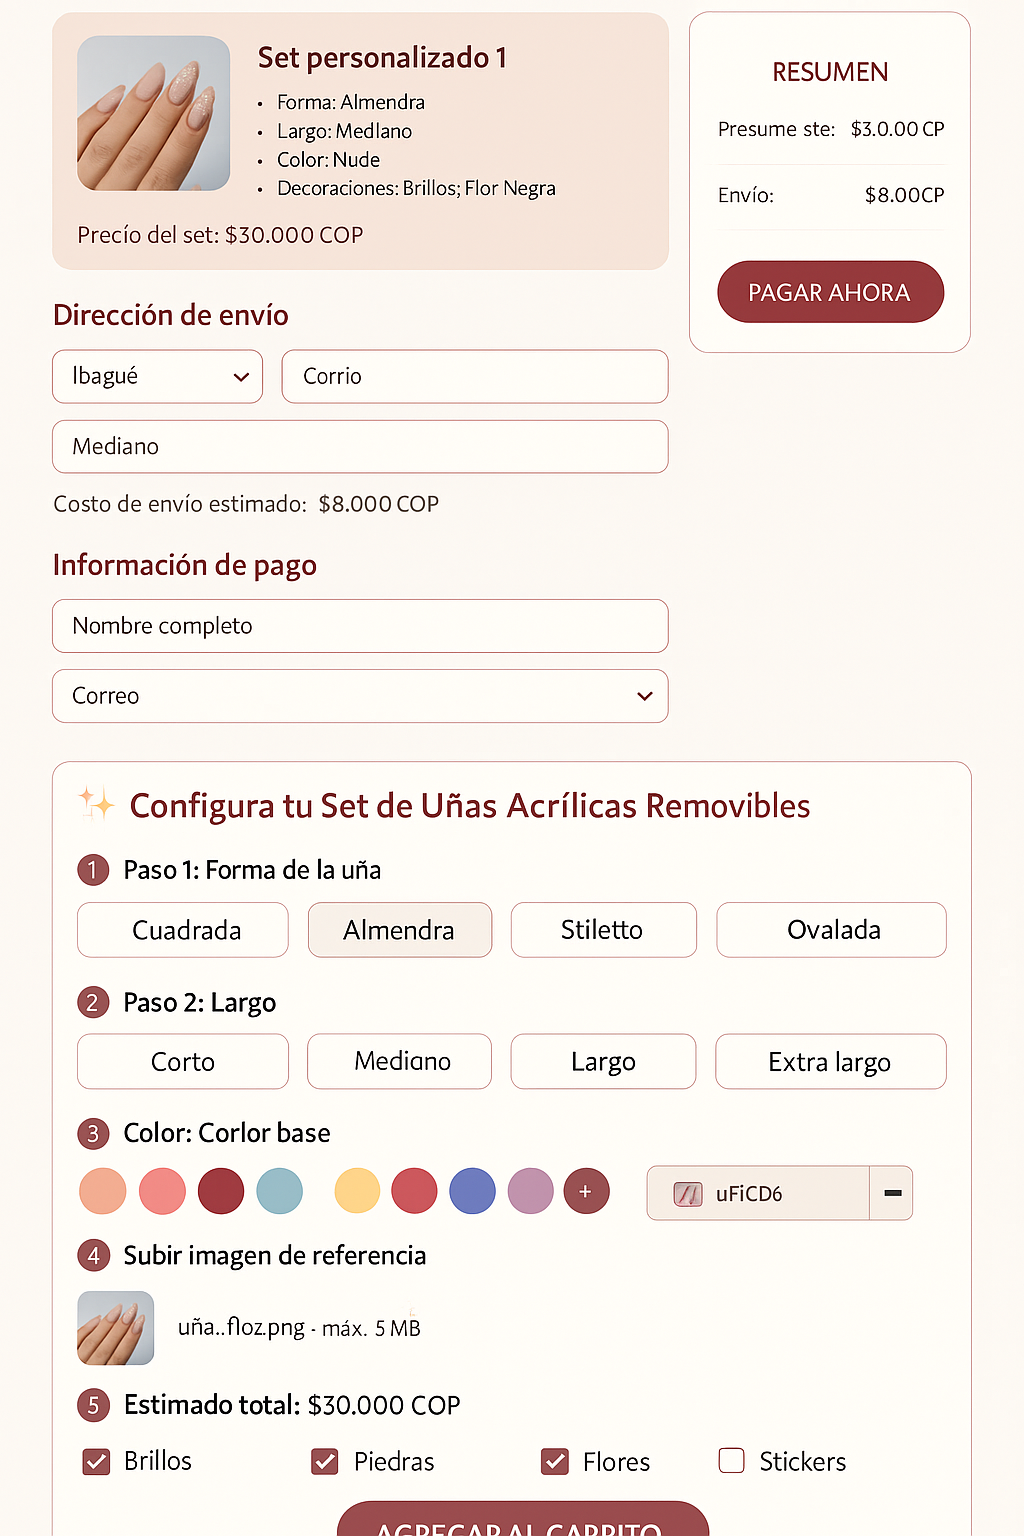 Set personalizado 1
• Forma: Almendra
• Largo: Medlano
• Color: Nude
• Decoraciones: Brillos; Flor Negra
Precío del set: $30.000 COP
RESUMEN
Presume ste: $3.0.00 CP
Envío: $8.00CP
PAGAR AHORA
Dirección de envío
Ibagué
Corrio
Mediano
Costo de envío estimado: $8.000 COP
Información de pago
Nombre completo
Correo
Configura tu Set de Uñas Acrílicas Removibles
1 Paso 1: Forma de la uña
Cuadrada
Almendra
Stiletto
Ovalada
2 Paso 2: Largo
Corto
Mediano
Largo
Extra largo
3 Color: Corlor base
+
uFiCD6
4 Subir imagen de referencia
uña..floz.png - máx. 5 MB
5 Estimado total: $30.000 COP
Brillos
Piedras
Flores
Stickers
AGREGAR AL CARRITO